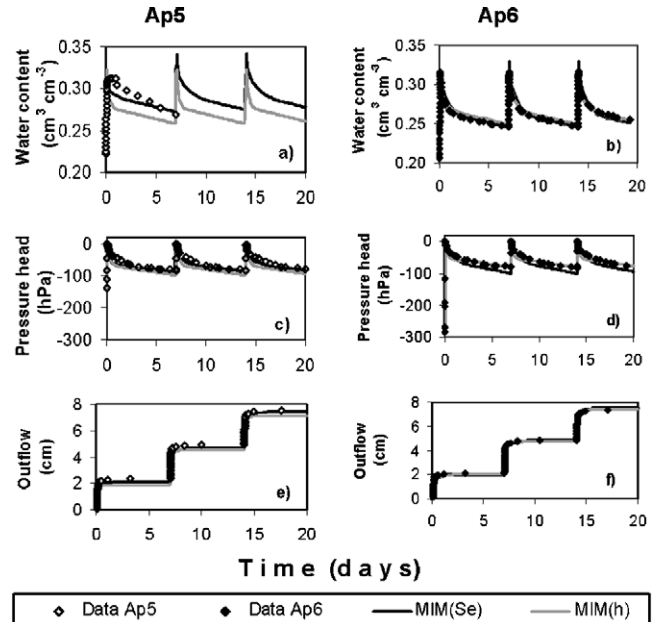 Ap5 Ap6
Water content
(cm³ cm⁻³)
0.35
0.30
0.25
0.20
0 5 10 15 20
a)
Water content
(cm³ cm⁻³)
0.35
0.30
0.25
0.20
0 5 10 15 20
b)
Pressure head
(hPa)
0
-100
-200
-300
0 5 10 15 20
c)
Pressure head
(hPa)
0
-100
-200
-300
0 5 10 15 20
d)
Outflow
(cm)
8
6
4
2
0
0 5 10 15 20
e)
Outflow
(cm)
8
6
4
2
0
0 5 10 15 20
f)
Time (days)
Data Ap5 Data Ap6 MIM(Se) MIM(h)